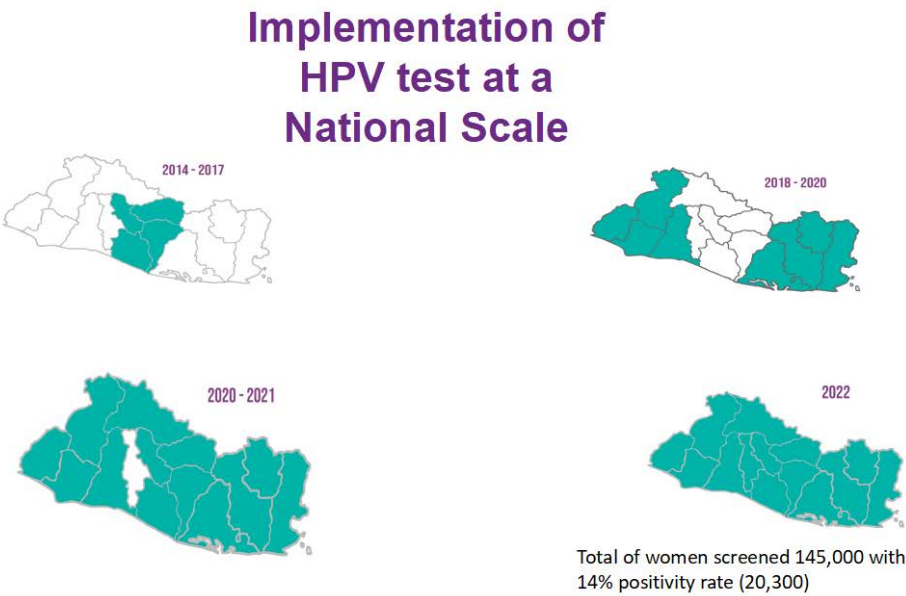 Implementation of
HPV test at a
National Scale
2014 - 2017
2018 - 2020
2020 - 2021
2022
Total of women screened 145,000 with
14% positivity rate (20,300)